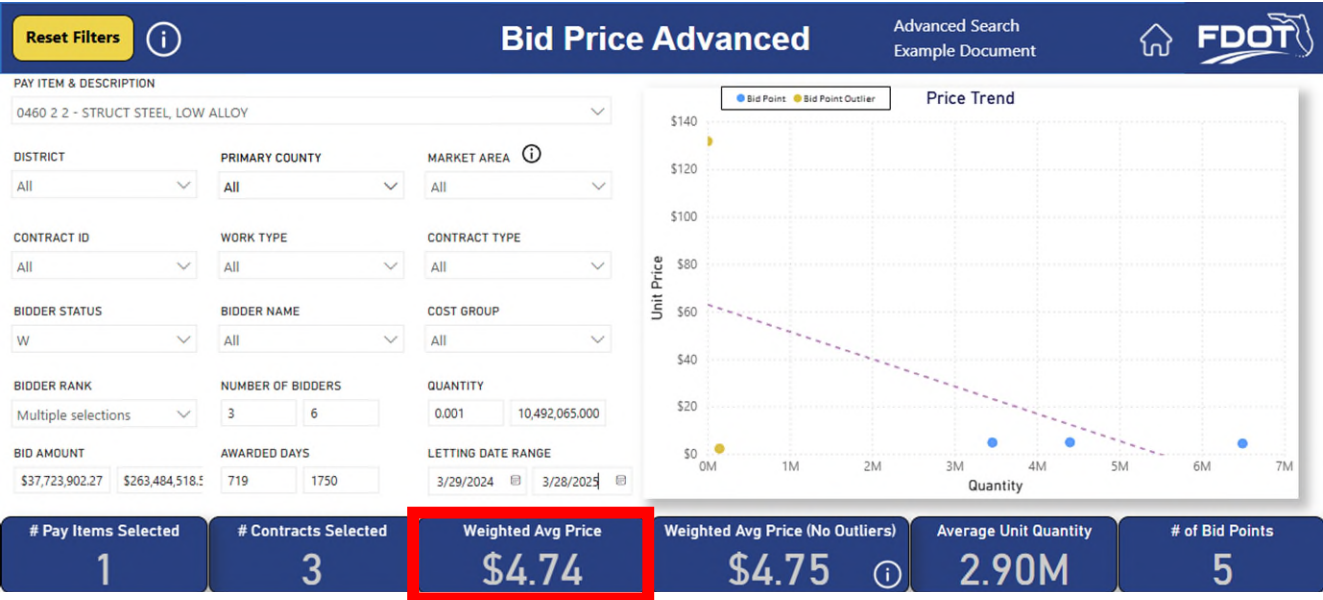 Reset Filters
Bid Price Advanced
Advanced Search
Example Document
FDOT
PAY ITEM & DESCRIPTION
0460 2 2 - STRUCT STEEL, LOW ALLOY
DISTRICT
PRIMARY COUNTY
MARKET AREA
All
All
All
CONTRACT ID
WORK TYPE
CONTRACT TYPE
All
All
All
BIDDER STATUS
BIDDER NAME
COST GROUP
W
All
All
BIDDER RANK
NUMBER OF BIDDERS
QUANTITY
Multiple selections
3
6
0.001
10,492,065.000
BID AMOUNT
AWARDED DAYS
LETTING DATE RANGE
$37,723,902.27
$263,484,518.5
719
1750
3/29/2024
3/28/2025
Bid Point
Bid Point Outlier
Price Trend
$140
$120
$100
$80
$60
$40
$20
$0
Unit Price
0M
1M
2M
3M
4M
5M
6M
7M
Quantity
# Pay Items Selected
1
# Contracts Selected
3
Weighted Avg Price
$4.74
Weighted Avg Price (No Outliers)
$4.75
Average Unit Quantity
2.90M
# of Bid Points
5